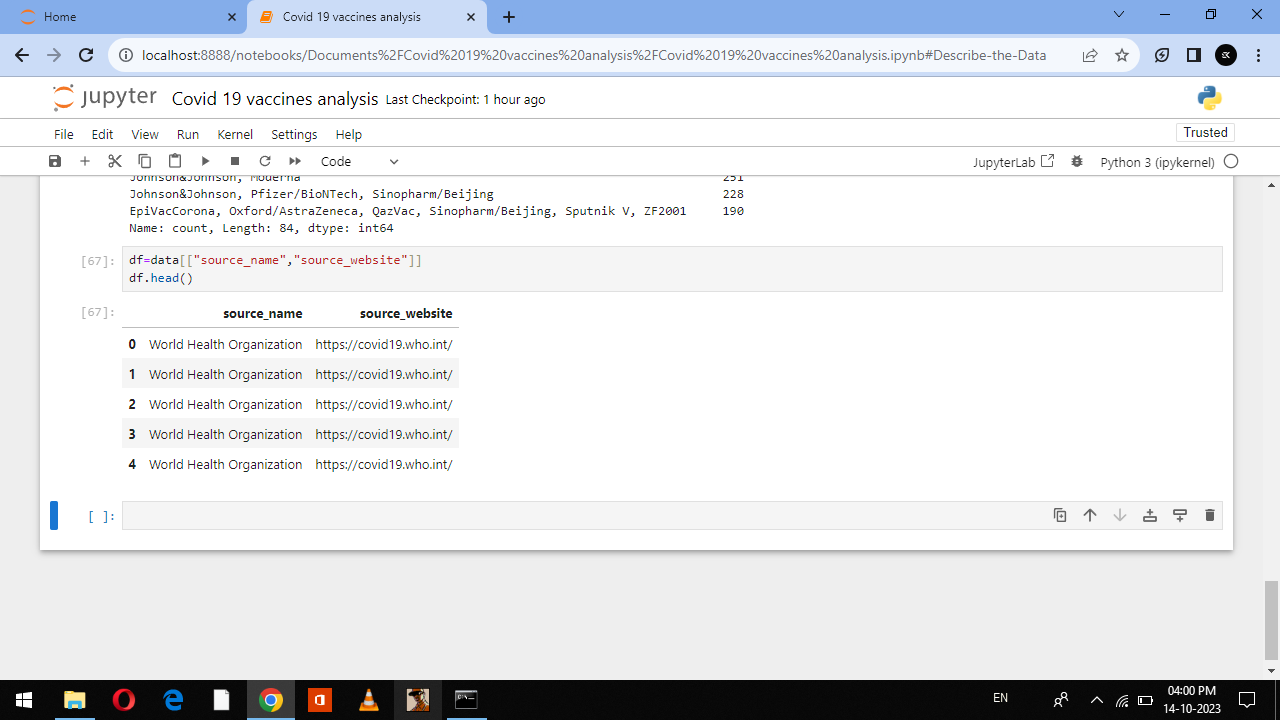 Home
Covid 19 vaccines analysis
localhost:8888/notebooks/Documents%2FCovid%2019%20vaccines%20analysis%2FCovid%2019%20vaccines%20analysis.ipynb#Describe-the-Data
jupyter Covid 19 vaccines analysis Last Checkpoint: 1 hour ago
File Edit View Run Kernel Settings Help Trusted
Code JupyterLab Python 3 (ipykernel)
Johnson&Johnson, Moderna 251
Johnson&Johnson, Pfizer/BioNTech, Sinopharm/Beijing 228
EpiVacCorona, Oxford/AstraZeneca, QazVac, Sinopharm/Beijing, Sputnik V, ZF2001 190
Name: count, Length: 84, dtype: int64
[67]: df=data[["source_name","source_website"]]
df.head()
[67]: source_name source_website
0 World Health Organization https://covid19.who.int/
1 World Health Organization https://covid19.who.int/
2 World Health Organization https://covid19.who.int/
3 World Health Organization https://covid19.who.int/
4 World Health Organization https://covid19.who.int/
[ ]:
EN
04:00 PM
14-10-2023